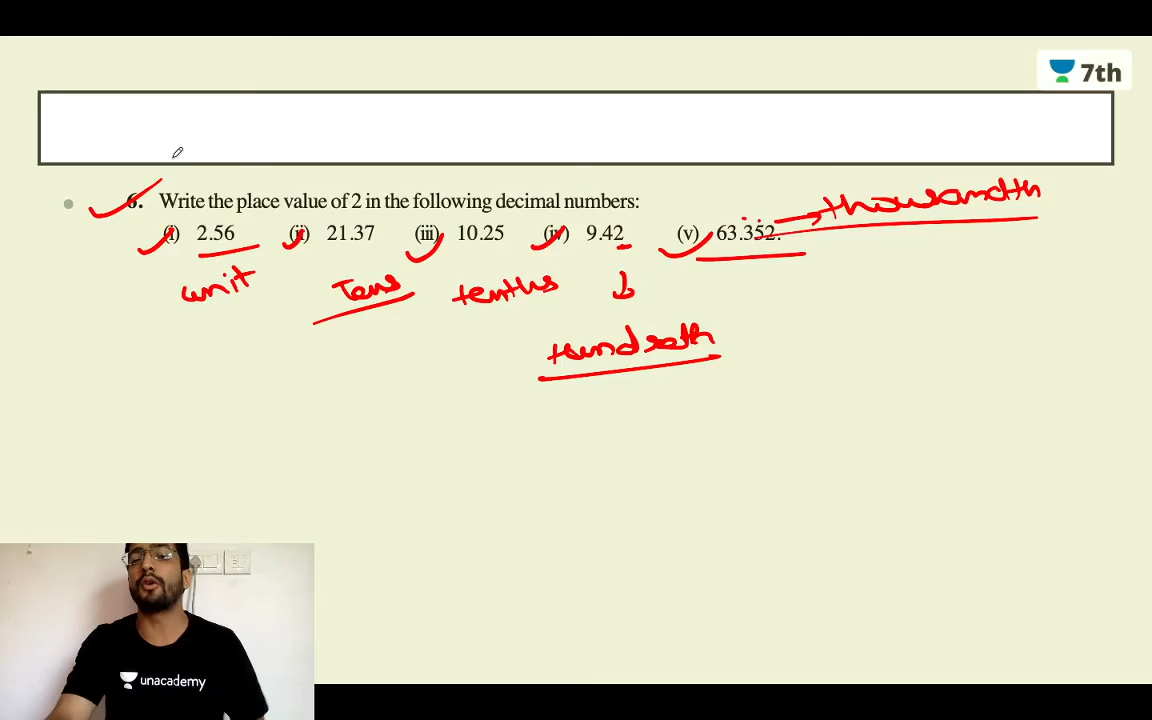 7th
6. Write the place value of 2 in the following decimal numbers:
(i) 2.56 (ii) 21.37 (iii) 10.25 (iv) 9.42 (v) 63.352. thousandth
unit Tens tenths
Hundredth
unacademy